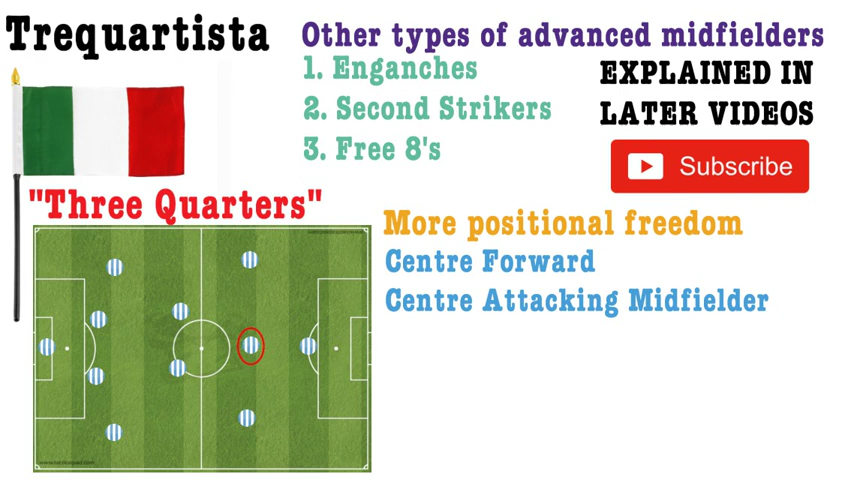 Trequartista
Other types of advanced midfielders
1. Enganches
2. Second Strikers
3. Free 8's
EXPLAINED IN
LATER VIDEOS
Subscribe
"Three Quarters"
More positional freedom
Centre Forward
Centre Attacking Midfielder